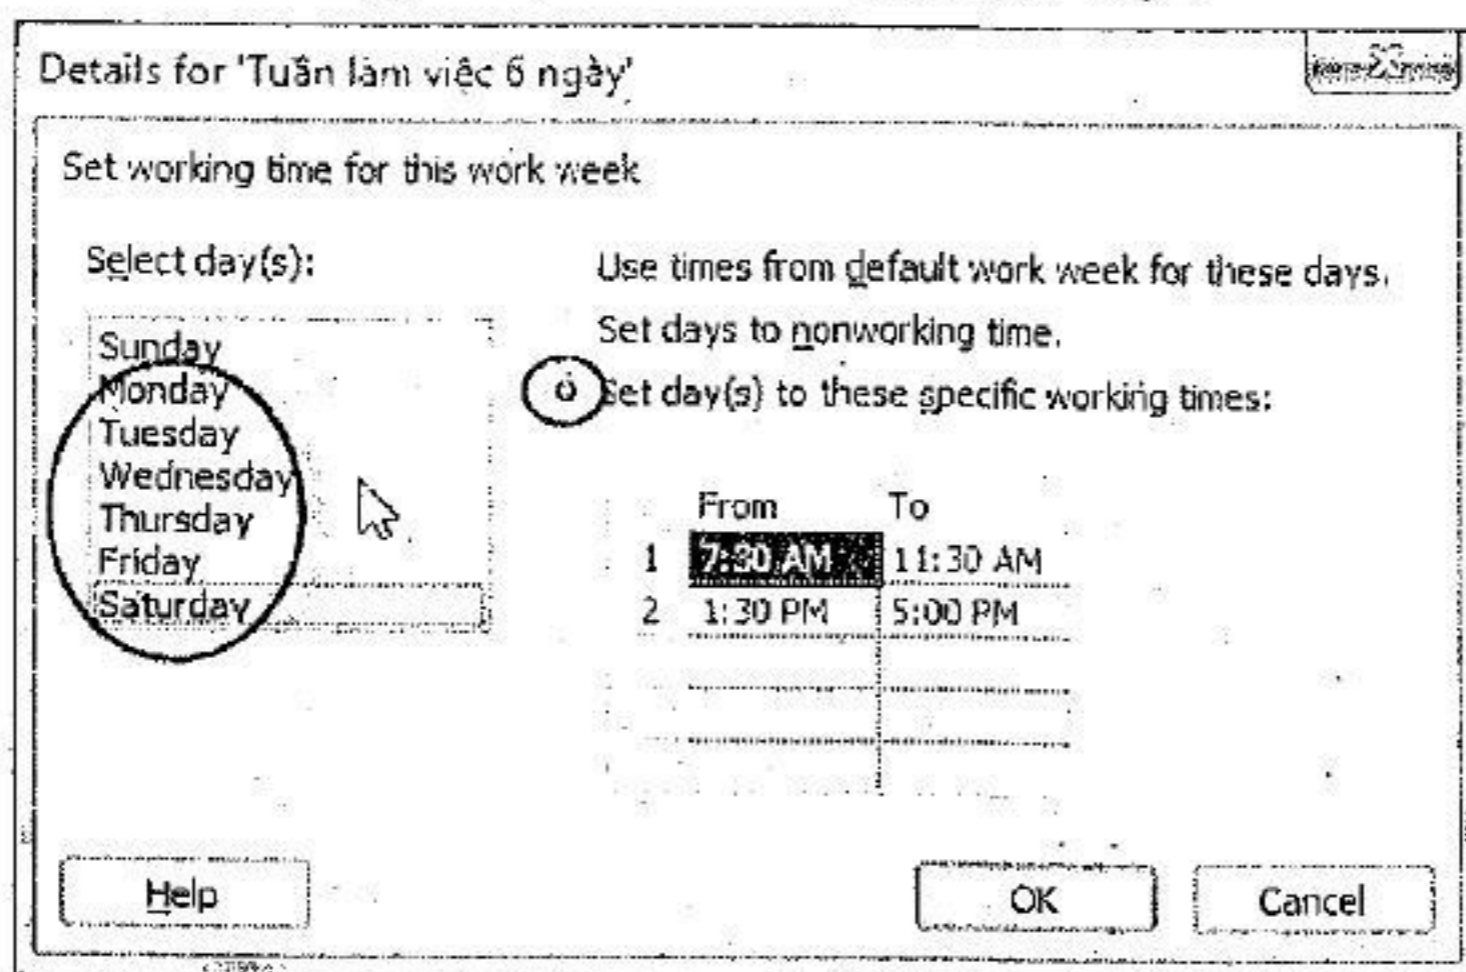 Details for 'Tuần làm việc 6 ngày'
Set working time for this work week
Select day(s):
Sunday
Monday
Tuesday
Wednesday
Thursday
Friday
Saturday
Use times from default work week for these days.
Set days to nonworking time.
Set day(s) to these specific working times:
From To
1 7:30 AM 11:30 AM
2 1:30 PM 5:00 PM
Help OK Cancel